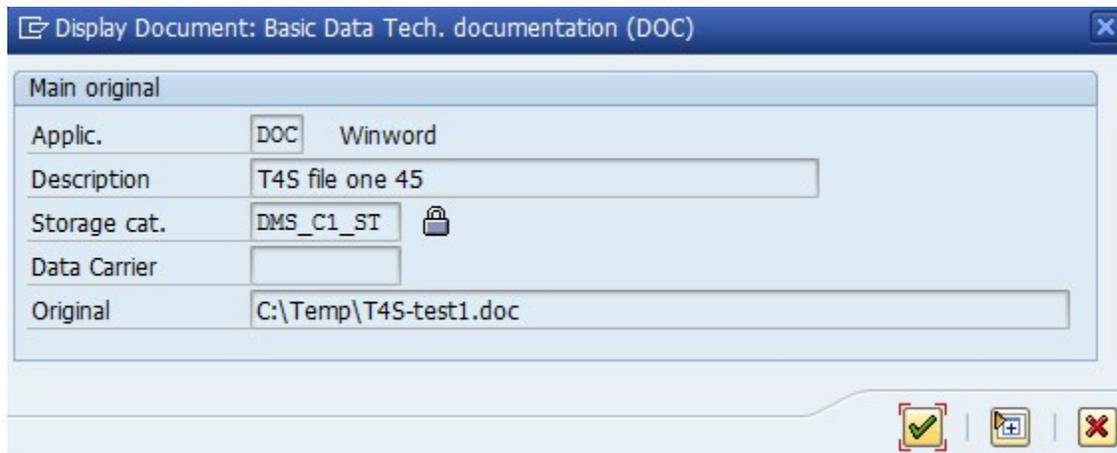 Display Document: Basic Data Tech. documentation (DOC)
Main original
Applic. DOC Winword
Description T4S file one 45
Storage cat. DMS_C1_ST
Data Carrier
Original C:\Temp\T4S-test1.doc